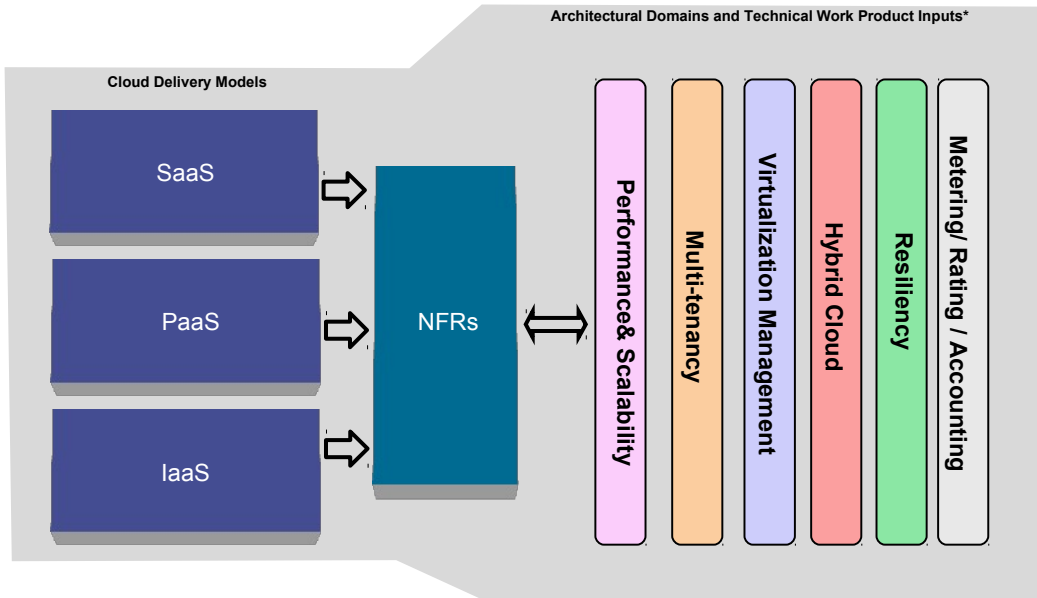 Architectural Domains and Technical Work Product Inputs*
Cloud Delivery Models
SaaS
PaaS
IaaS
NFRs
Performance& Scalability
Multi-tenancy
Virtualization Management
Hybrid Cloud
Resiliency
Metering/ Rating / Accounting